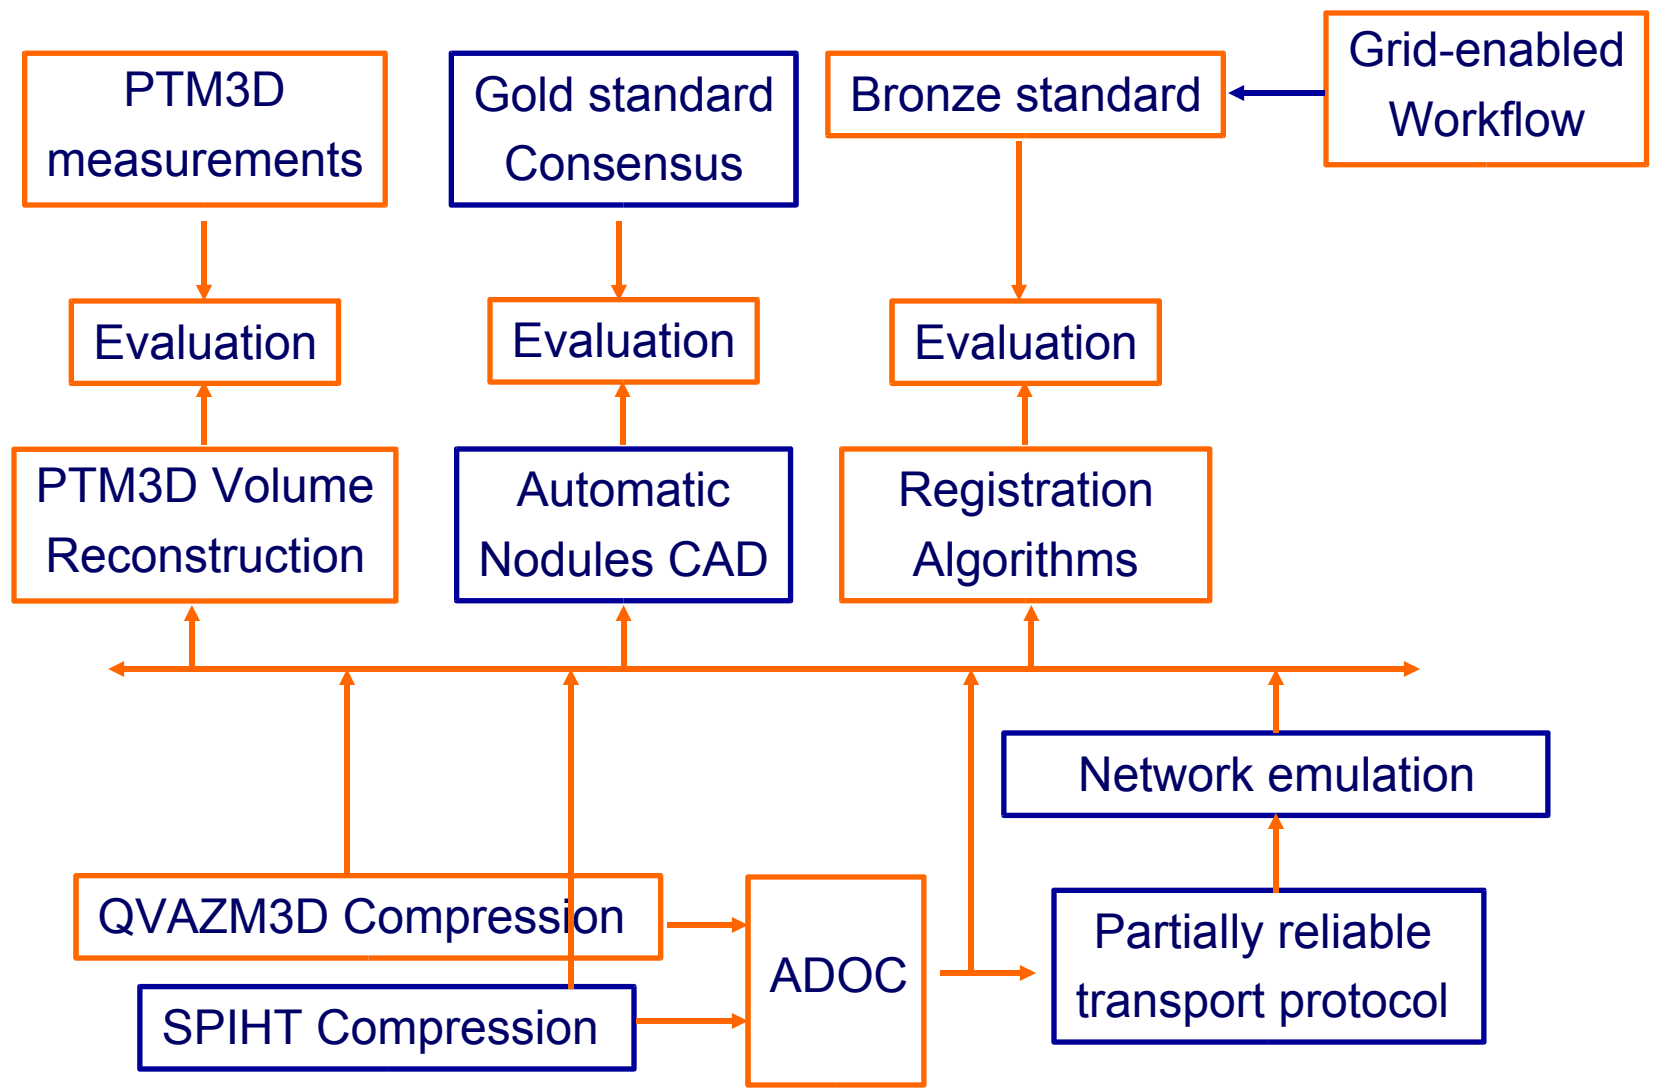 PTM3D
measurements
Gold standard
Consensus
Bronze standard
Grid-enabled
Workflow
Evaluation
Evaluation
Evaluation
PTM3D Volume
Reconstruction
Automatic
Nodules CAD
Registration
Algorithms
Network emulation
QVAZM3D Compression
SPIHT Compression
ADOC
Partially reliable
transport protocol